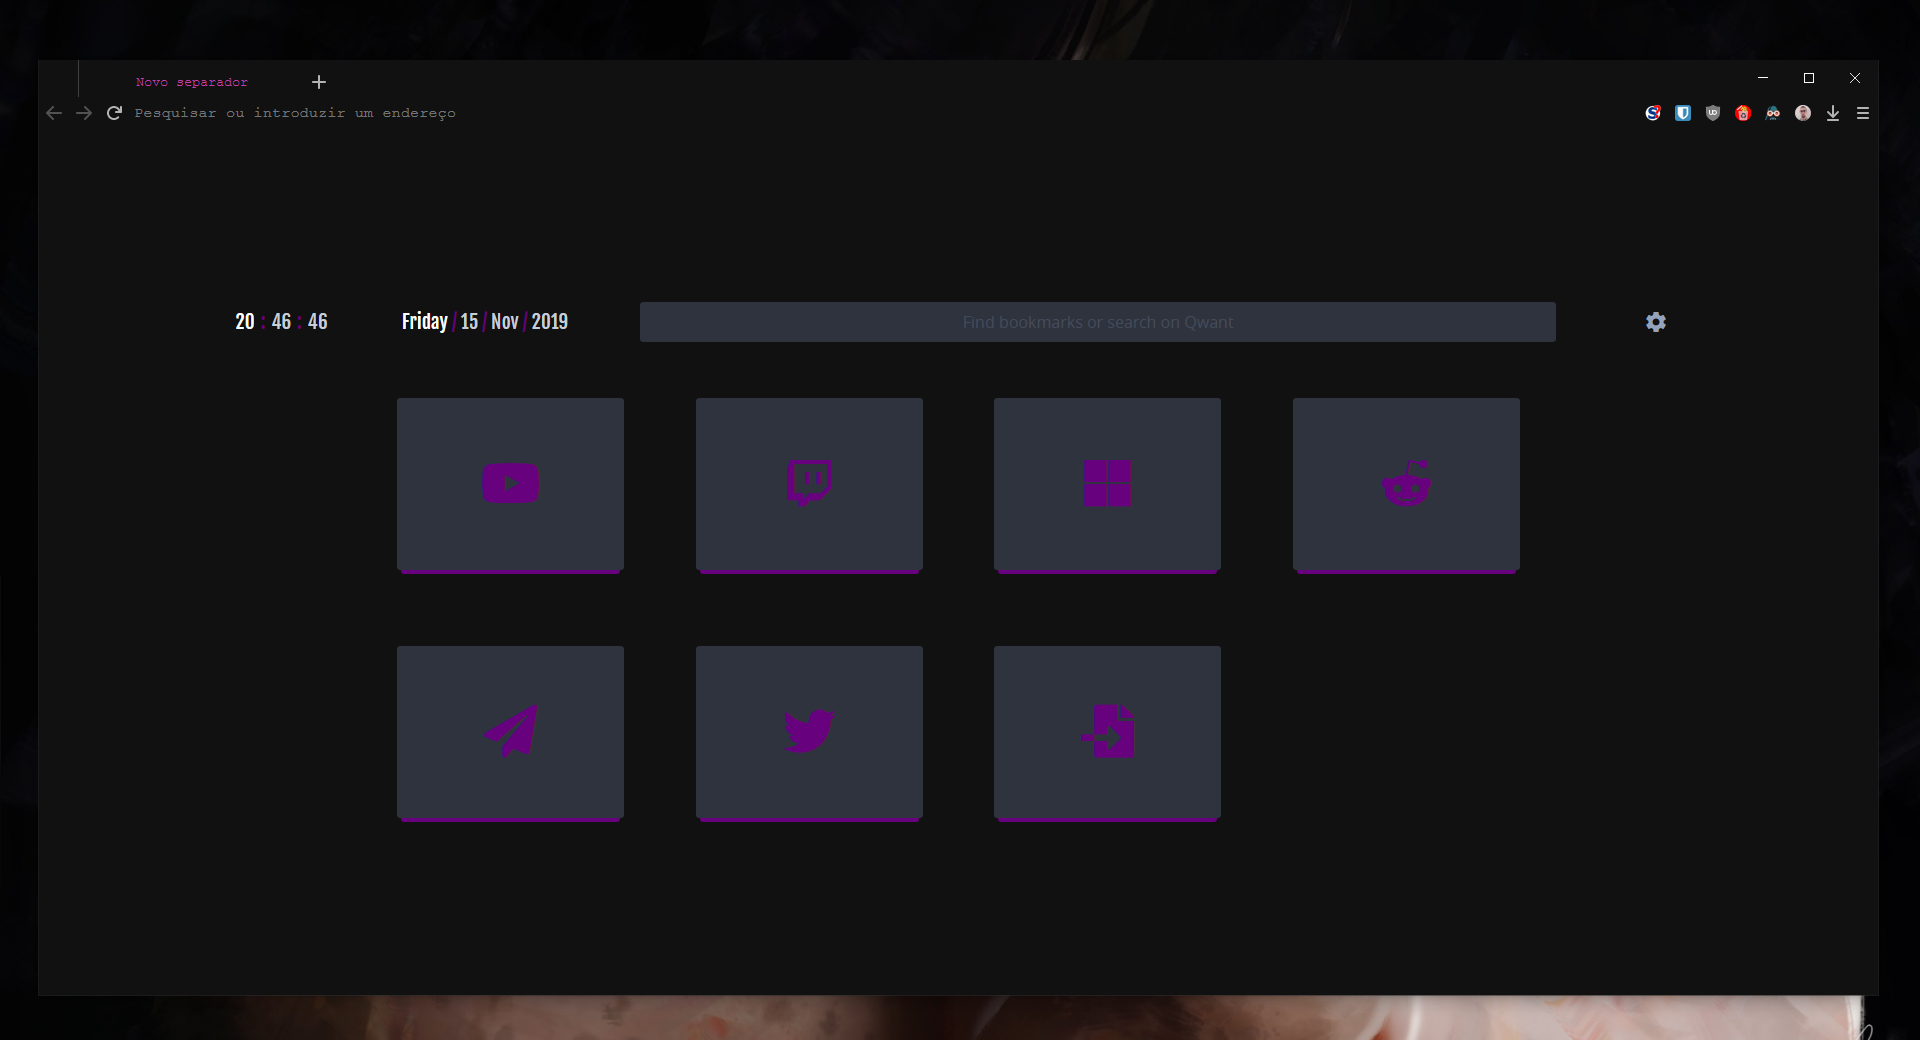 Novo separador
Pesquisar ou introduzir um endereço
20 : 46 : 46
Friday / 15 / Nov / 2019
Find bookmarks or search on Qwant